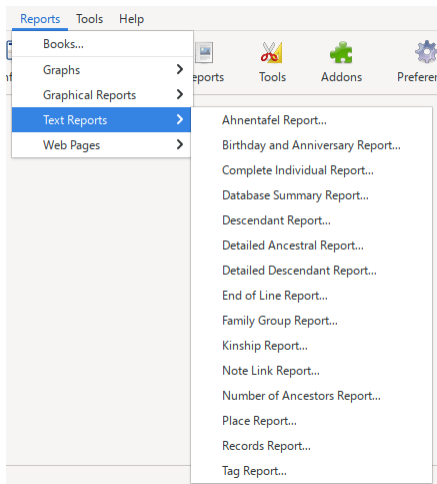 Reports Tools Help
Books...
Graphs
Graphical Reports
Text Reports
Web Pages
Tools
Addons
Ahnentafel Report...
Birthday and Anniversary Report...
Complete Individual Report...
Database Summary Report...
Descendant Report...
Detailed Ancestral Report...
Detailed Descendant Report...
End of Line Report...
Family Group Report...
Kinship Report...
Note Link Report...
Number of Ancestors Report...
Place Report...
Records Report...
Tag Report...